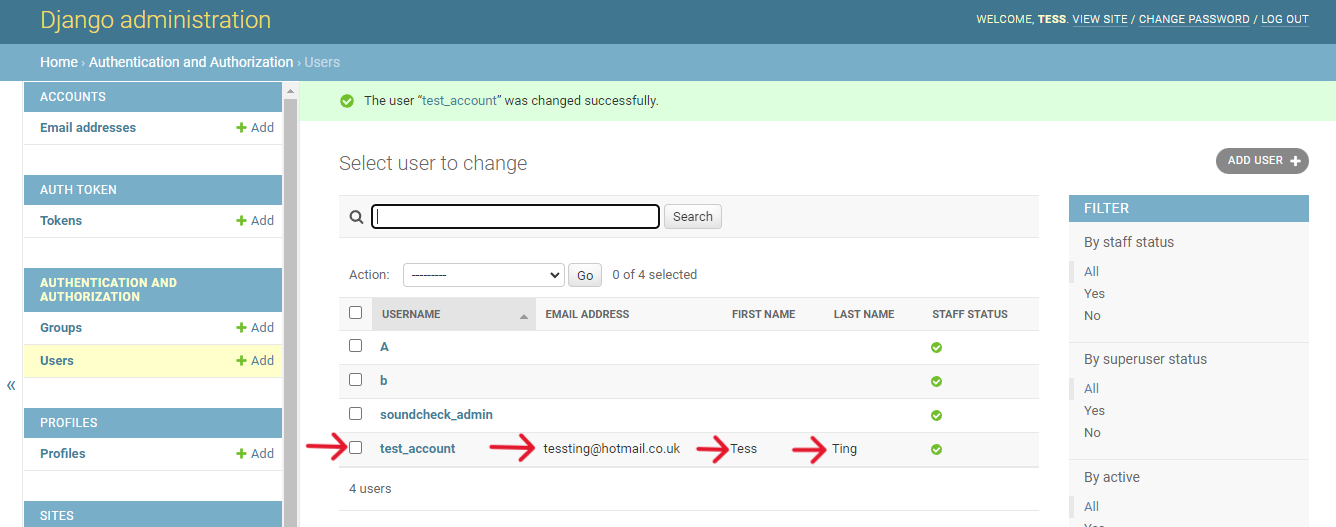 Django administration
WELCOME, TESS. VIEW SITE / CHANGE PASSWORD / LOG OUT
Home › Authentication and Authorization › Users
ACCOUNTS
Email addresses + Add
AUTH TOKEN
Tokens + Add
AUTHENTICATION AND
AUTHORIZATION
Groups + Add
Users + Add
PROFILES
Profiles + Add
SITES
«
The user “test_account” was changed successfully.
Select user to change
ADD USER +
Search
Action: --------- Go 0 of 4 selected
USERNAME EMAIL ADDRESS FIRST NAME LAST NAME STAFF STATUS
A
b
soundcheck_admin
test_account tessting@hotmail.co.uk Tess Ting
4 users
FILTER
By staff status
All
Yes
No
By superuser status
All
Yes
No
By active
All